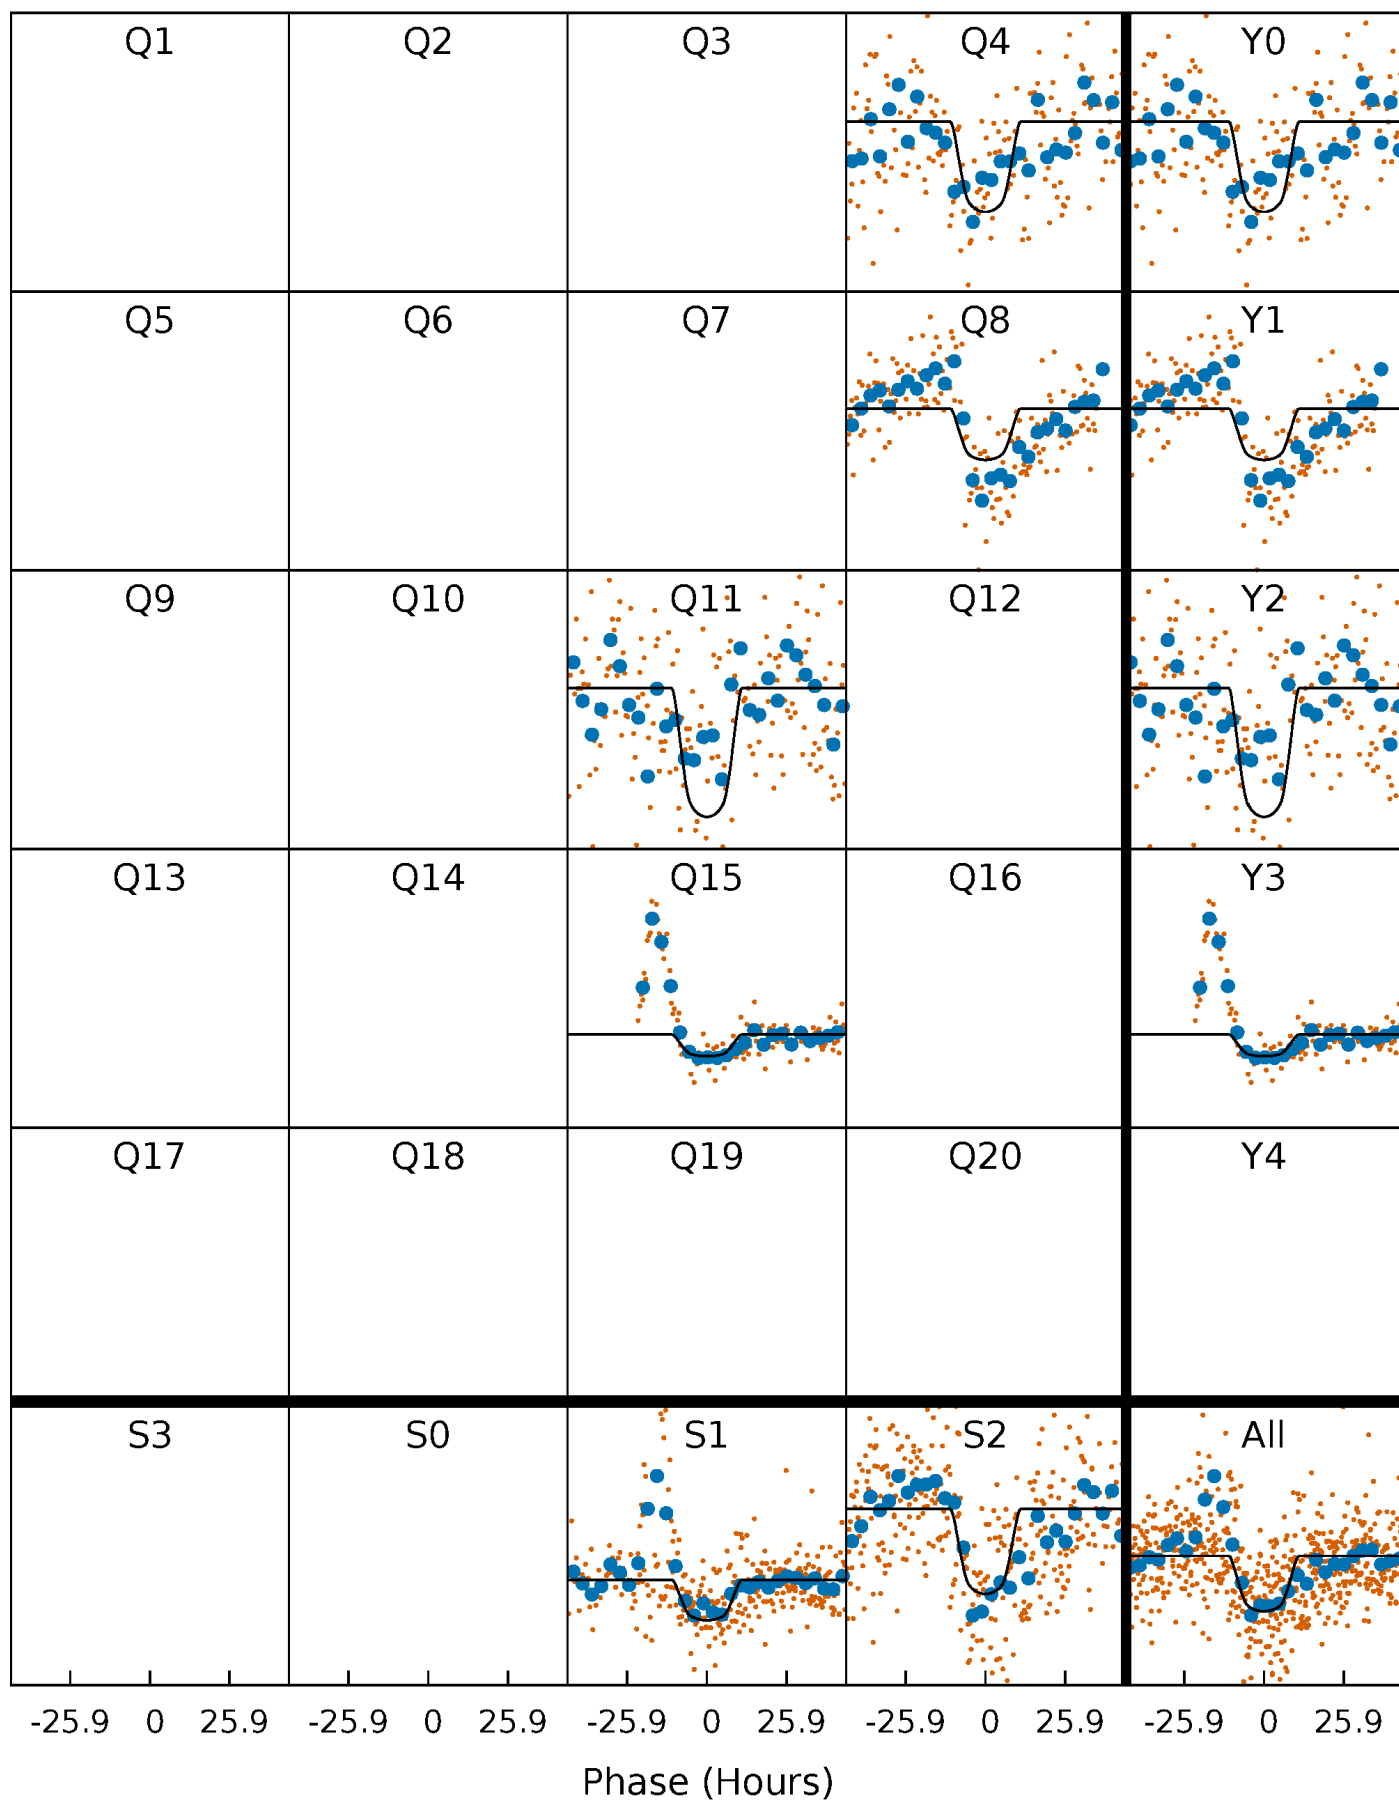 Q1 Q2 Q3 Q4 Y0
Q5 Q6 Q7 Q8 Y1
Q9 Q10 Q11 Q12 Y2
Q13 Q14 Q15 Q16 Y3
Q17 Q18 Q19 Q20 Y4
S3 S0 S1 S2 All
-25.9 0 25.9 -25.9 0 25.9 -25.9 0 25.9 -25.9 0 25.9 -25.9 0 25.9
Phase (Hours)